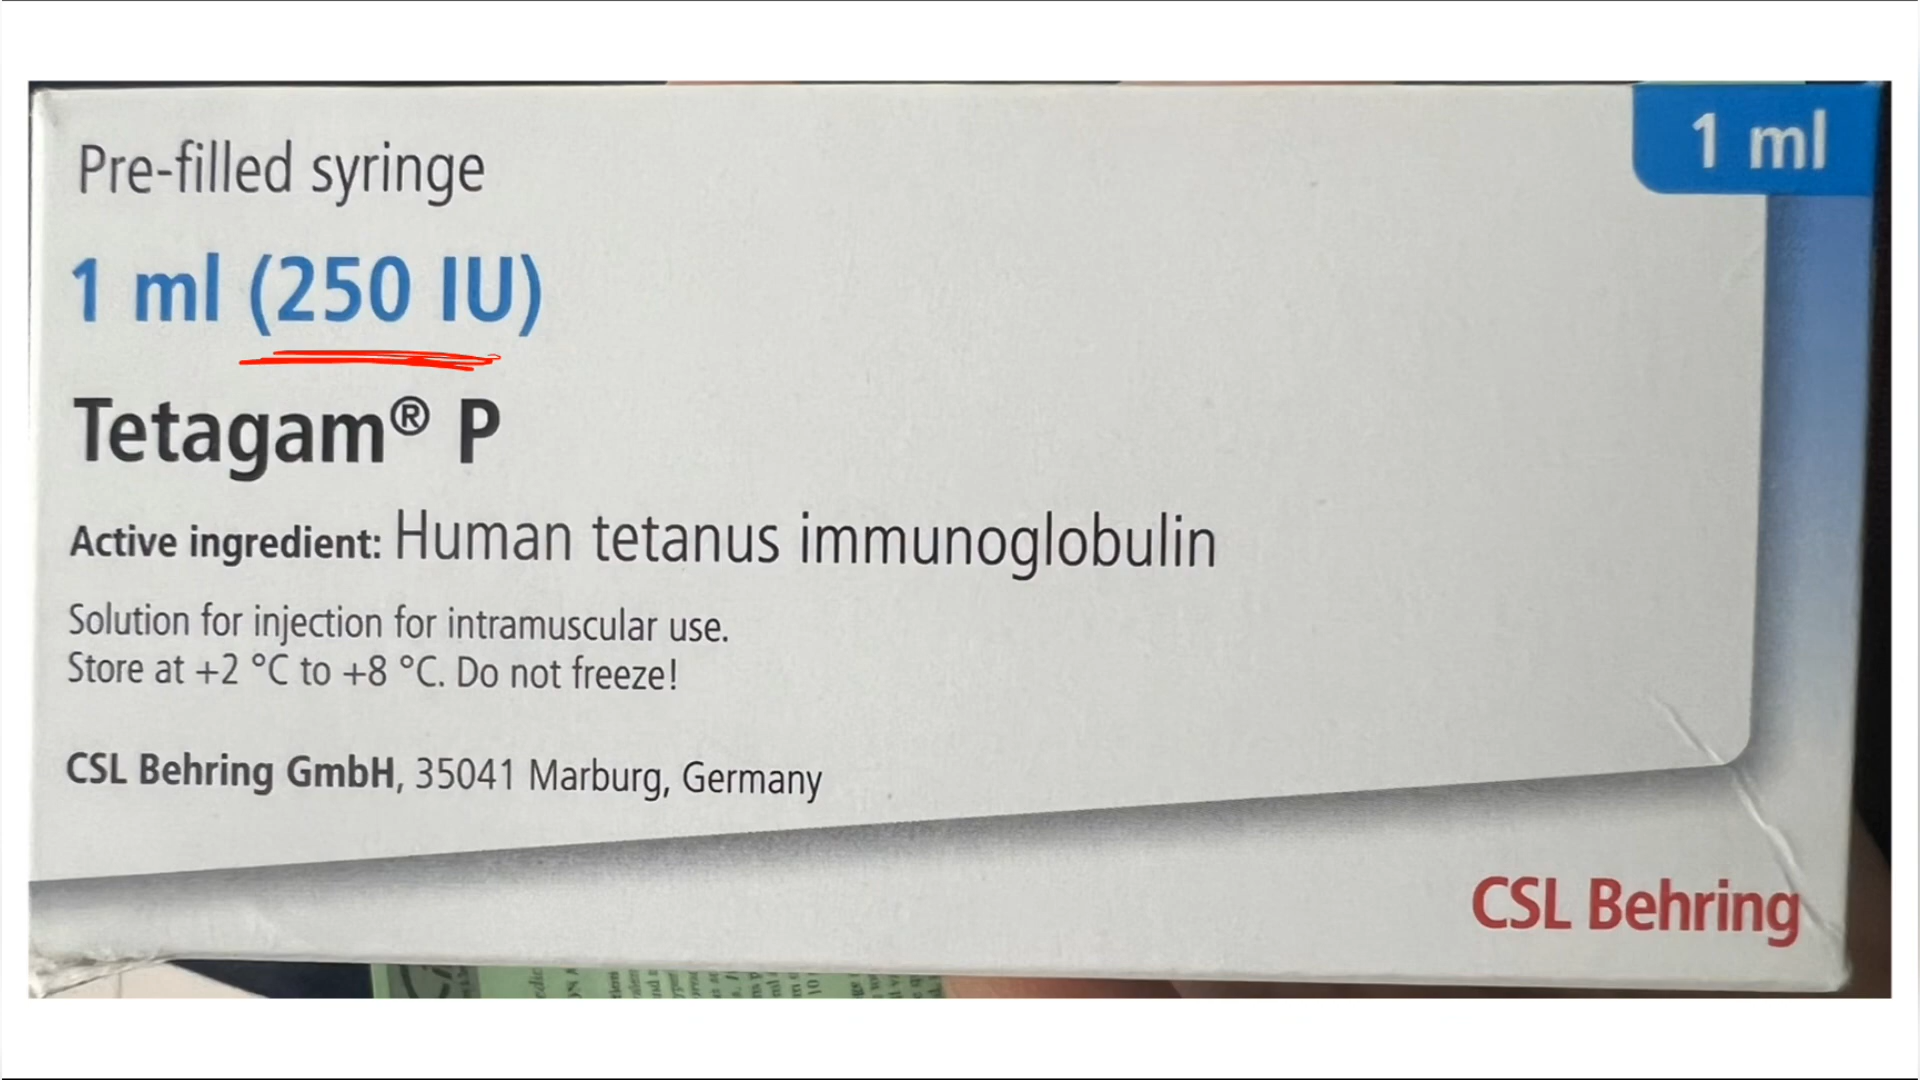 Pre-filled syringe
1 ml
1 ml (250 IU)
Tetagam® P
Active ingredient: Human tetanus immunoglobulin
Solution for injection for intramuscular use.
Store at +2 °C to +8 °C. Do not freeze!
CSL Behring GmbH, 35041 Marburg, Germany
CSL Behring